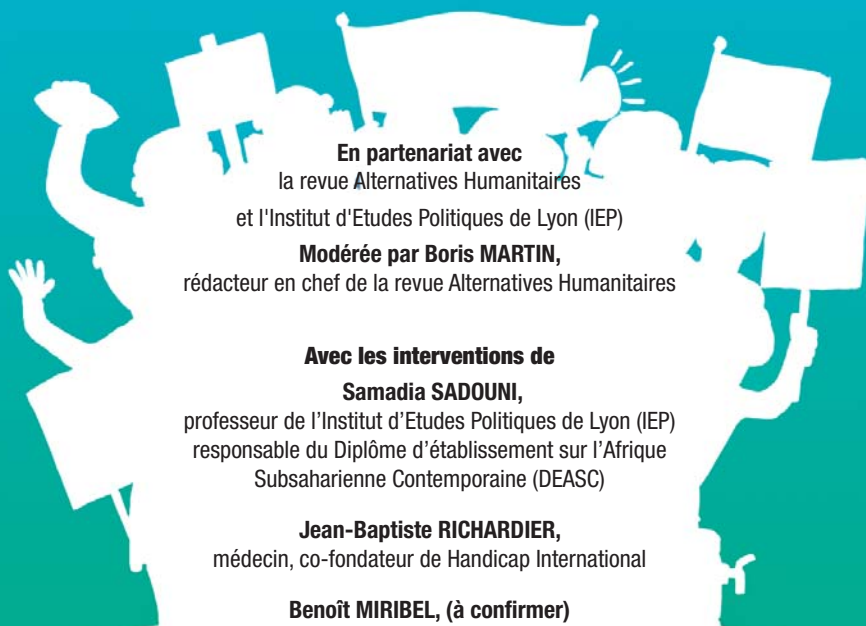 En partenariat avec
la revue Alternatives Humanitaires
et l'Institut d'Etudes Politiques de Lyon (IEP)
Modérée par Boris MARTIN,
rédacteur en chef de la revue Alternatives Humanitaires
Avec les interventions de
Samadia SADOUNI,
professeur de l’Institut d’Etudes Politiques de Lyon (IEP)
responsable du Diplôme d’établissement sur l’Afrique
Subsaharienne Contemporaine (DEASC)
Jean-Baptiste RICHARDIER,
médecin, co-fondateur de Handicap International
Benoît MIRIBEL, (à confirmer)